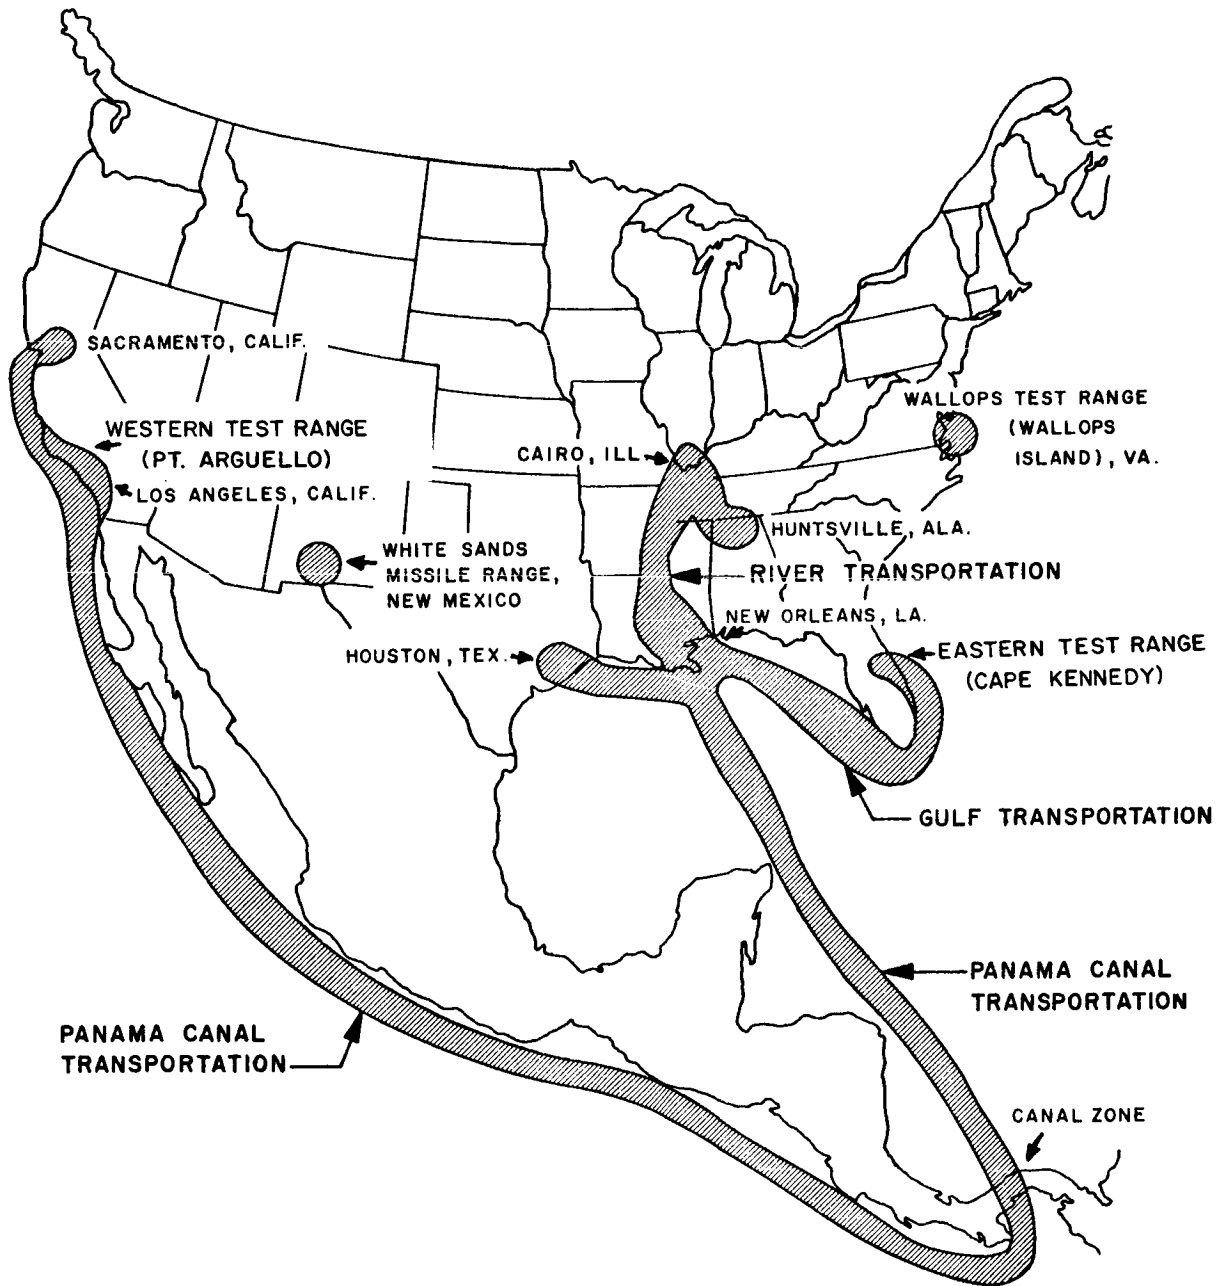 SACRAMENTO, CALIF.
WESTERN TEST RANGE
(PT. ARGUELLO)
LOS ANGELES, CALIF.
WHITE SANDS
MISSILE RANGE,
NEW MEXICO
HOUSTON, TEX.
CAIRO, ILL.
WALLOPS TEST RANGE
(WALLOPS
ISLAND), VA.
HUNTSVILLE, ALA.
RIVER TRANSPORTATION
NEW ORLEANS, LA.
EASTERN TEST RANGE
(CAPE KENNEDY)
GULF TRANSPORTATION
PANAMA CANAL
TRANSPORTATION
PANAMA CANAL
TRANSPORTATION
CANAL ZONE